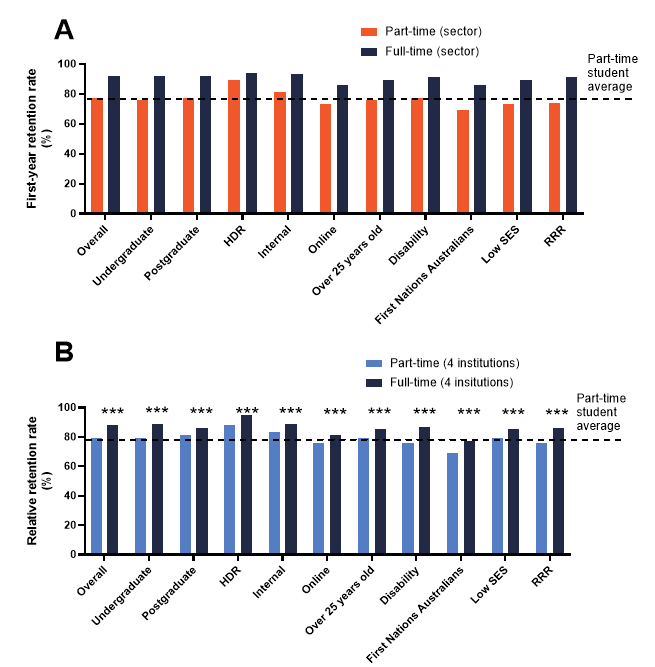 A
Part-time (sector)
Full-time (sector)
Part-time
student
average
First-year retention rate
(%)
100
80
60
40
20
0
Overall
Undergraduate
Postgraduate
HDR
Internal
Online
Over 25 years old
Disability
First Nations Australians
Low SES
RRR
B
Part-time (4 institutions)
Full-time (4 insitutions)
Part-time
student
average
Relative retention rate
(%)
100
80
60
40
20
0
*** *** *** *** *** *** *** *** *** *** ***
Overall
Undergraduate
Postgraduate
HDR
Internal
Online
Over 25 years old
Disability
First Nations Australians
Low SES
RRR